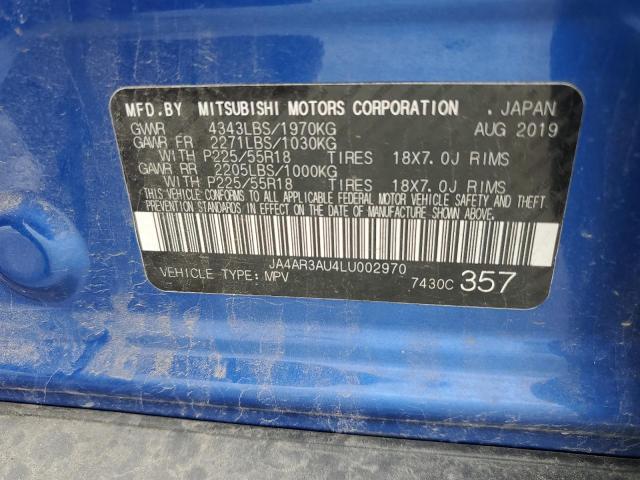 MFD.BY MITSUBISHI MOTORS CORPORATION . JAPAN
GVWR 4343LBS/1970KG AUG 2019
GAWR FR 2271LBS/1030KG
WITH P225/55R18 TIRES 18X7.0J RIMS
GAWR RR 2205LBS/1000KG
WITH P225/55R18 TIRES 18X7.0J RIMS
THIS VEHICLE CONFORMS TO ALL APPLICABLE FEDERAL MOTOR VEHICLE SAFETY AND THEFT
PREVENTION STANDARDS IN EFFECT ON THE DATE OF MANUFACTURE SHOWN ABOVE.
JA4AR3AU4LU002970
VEHICLE TYPE: MPV 7430C 357